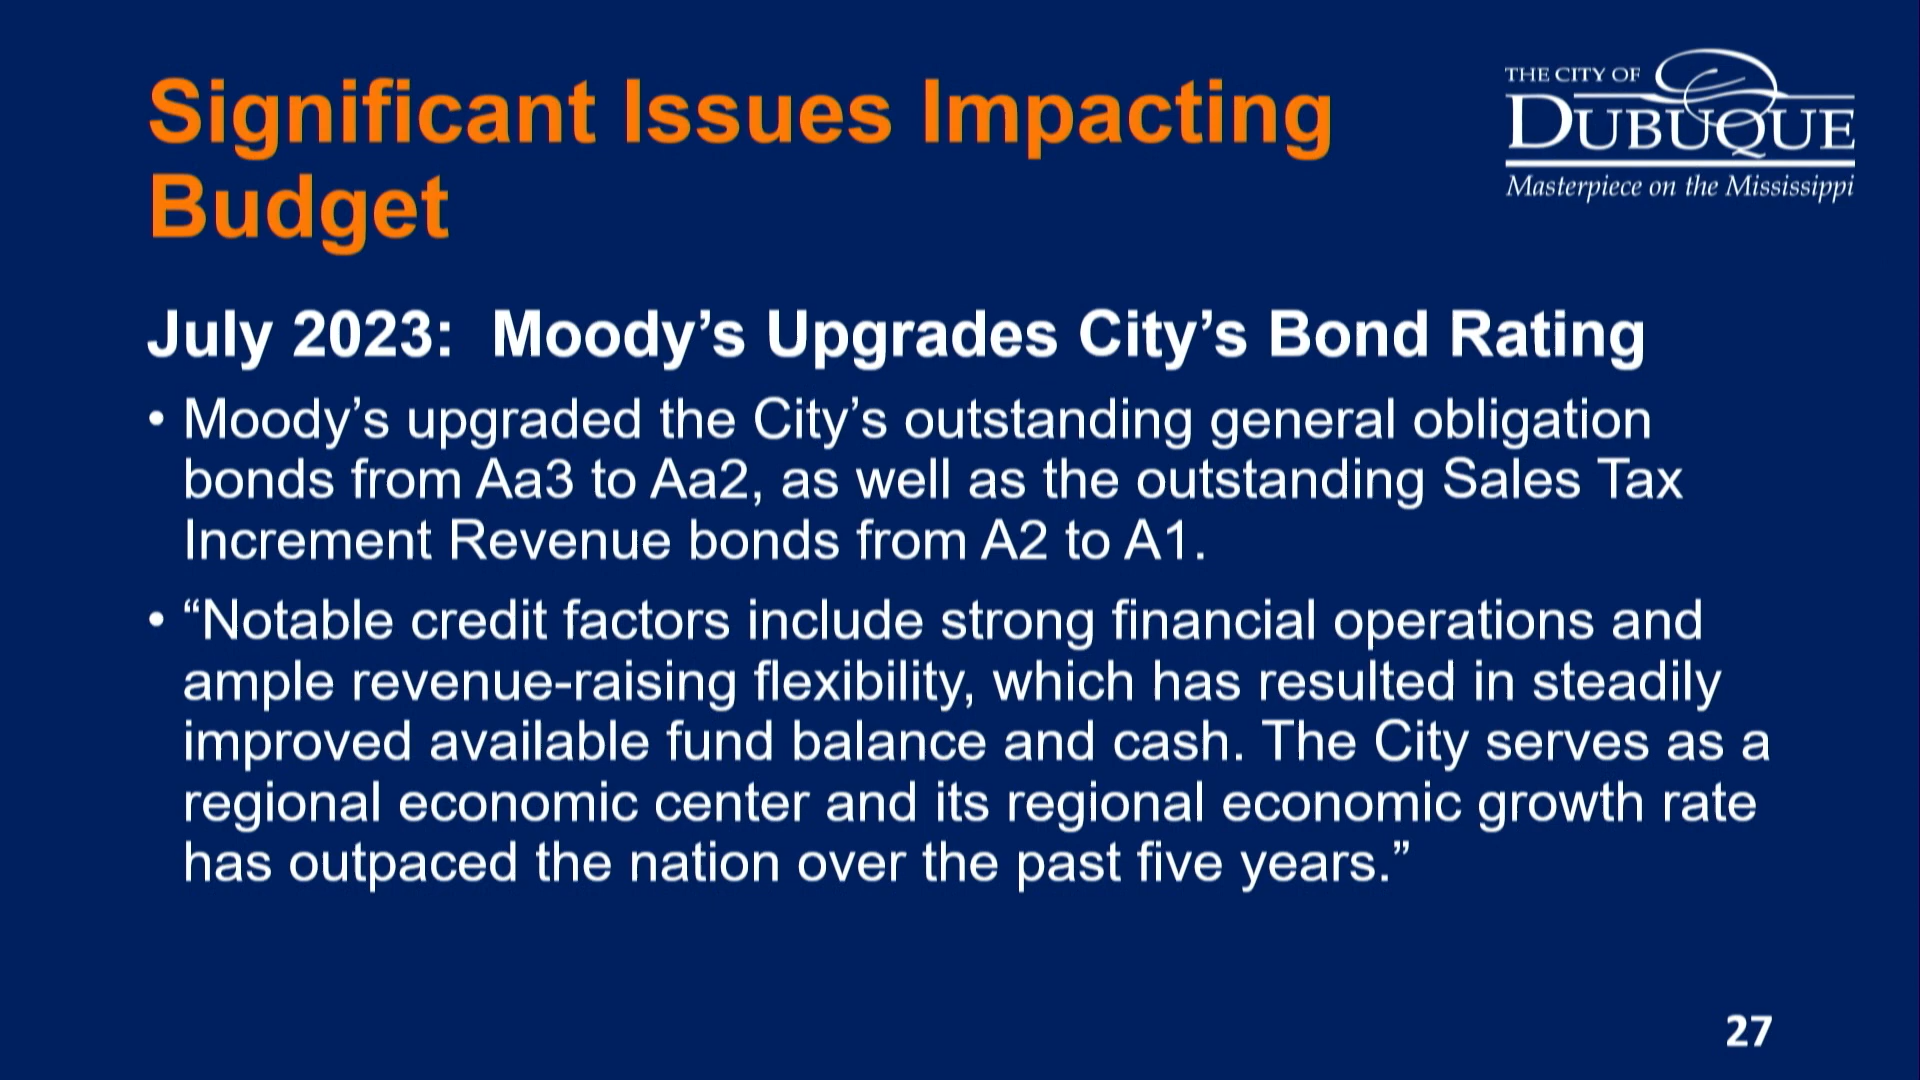 Significant Issues Impacting
Budget
THE CITY OF
DUBUQUE
Masterpiece on the Mississippi
July 2023:  Moody’s Upgrades City’s Bond Rating
• Moody’s upgraded the City’s outstanding general obligation
bonds from Aa3 to Aa2, as well as the outstanding Sales Tax
Increment Revenue bonds from A2 to A1.
• “Notable credit factors include strong financial operations and
ample revenue-raising flexibility, which has resulted in steadily
improved available fund balance and cash. The City serves as a
regional economic center and its regional economic growth rate
has outpaced the nation over the past five years.”
27